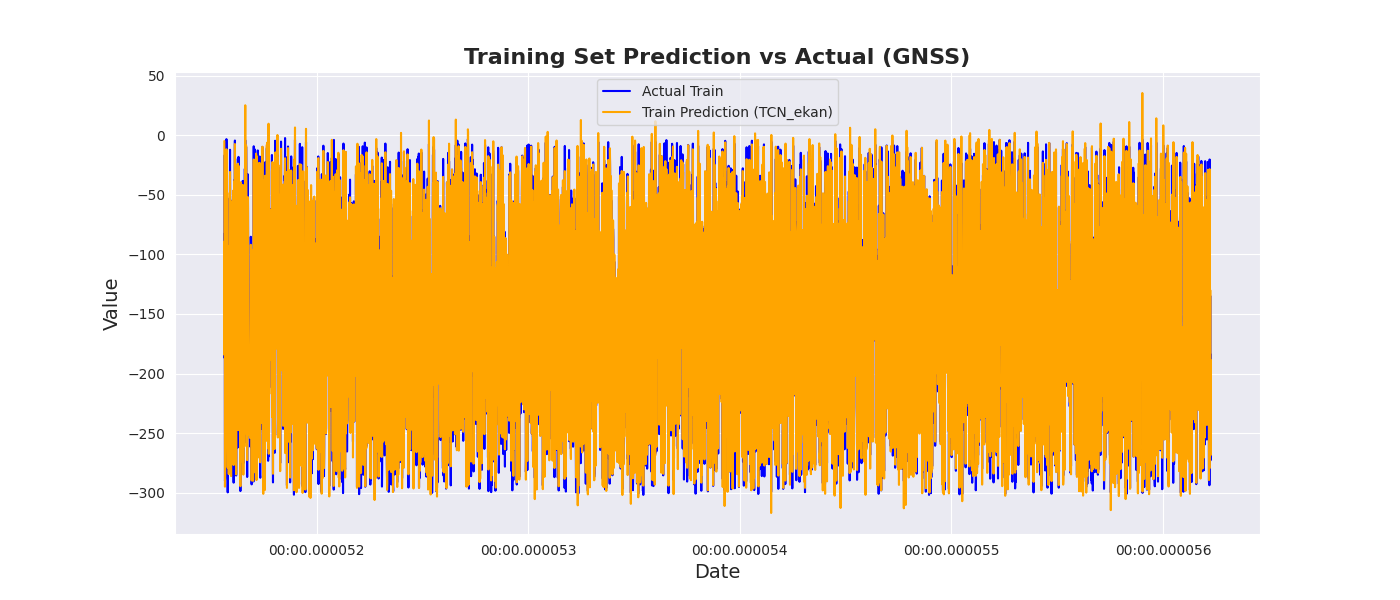 Training Set Prediction vs Actual (GNSS)
Actual Train
Train Prediction (TCN_ekan)
Value
50
0
−50
−100
−150
−200
−250
−300
00:00.000052
00:00.000053
00:00.000054
00:00.000055
00:00.000056
Date